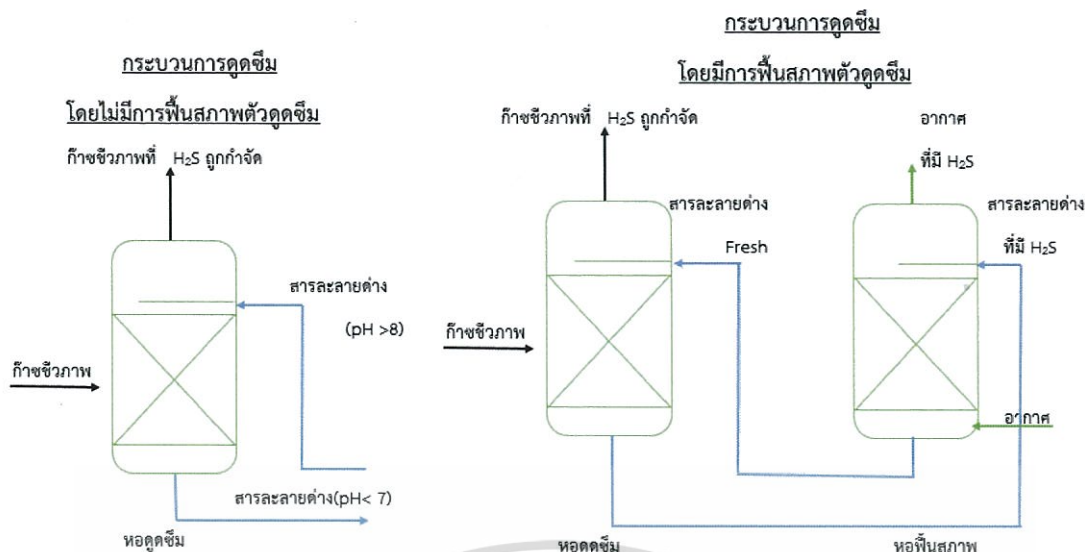 กระบวนการดูดซึม
โดยไม่มีการฟื้นสภาพตัวดูดซึม
ก๊าซชีวภาพที่ H₂S ถูกกำจัด
สารละลายด่าง
(pH >8)
ก๊าซชีวภาพ
สารละลายด่าง(pH< 7)
หอดูดซึม
กระบวนการดูดซึม
โดยมีการฟื้นสภาพตัวดูดซึม
ก๊าซชีวภาพที่ H₂S ถูกกำจัด
อากาศ
ที่มี H₂S
สารละลายด่าง
Fresh
สารละลายด่าง
ที่มี H₂S
ก๊าซชีวภาพ
อากาศ
หอดูดซึม
หอฟื้นสภาพ